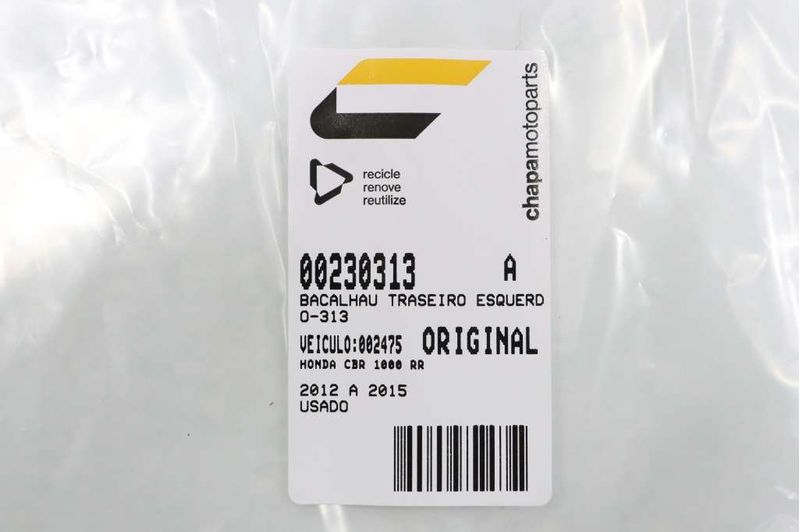 chapamotoparts
recicle
renove
reutilize
00230313 A
BACALHAU TRASEIRO ESQUERD
O-313
VEICULO:002475 ORIGINAL
HONDA CBR 1000 RR
2012 A 2015
USADO